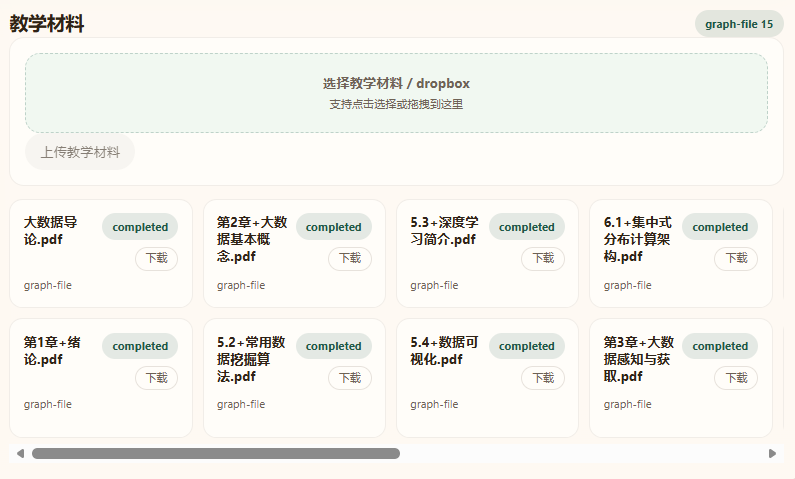 教学材料
graph-file 15
选择教学材料 / dropbox
支持点击选择或拖拽到这里
上传教学材料
大数据导
论.pdf
completed
下载
graph-file
第2章+大数
据基本概
念.pdf
completed
下载
graph-file
5.3+深度学
习简介.pdf
completed
下载
graph-file
6.1+集中式
分布计算架
构.pdf
completed
下载
graph-file
第1章+绪
论.pdf
completed
下载
graph-file
5.2+常用数
据挖掘算
法.pdf
completed
下载
graph-file
5.4+数据可
视化.pdf
completed
下载
graph-file
第3章+大数
据感知与获
取.pdf
completed
下载
graph-file